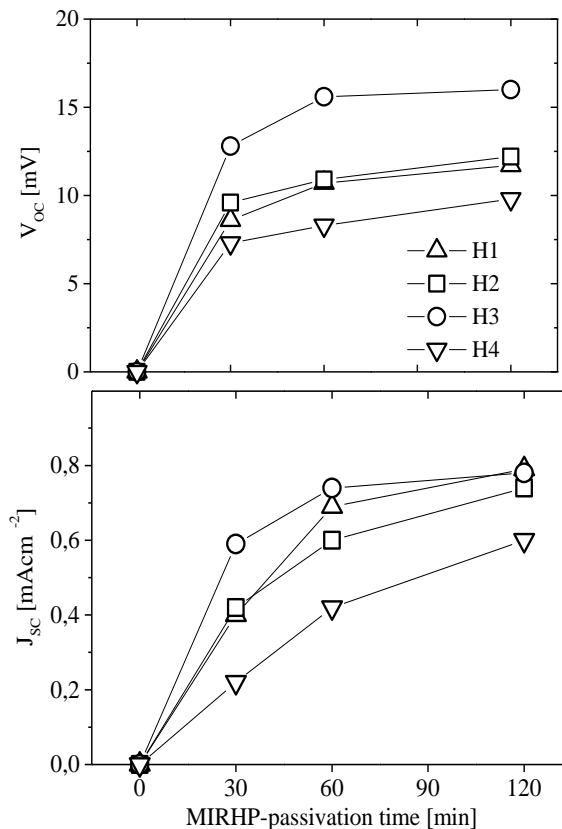 20
15
10
5
0
V_OC [mV]
H1
H2
H3
H4
0,8
0,6
0,4
0,2
0,0
J_SC [mAcm⁻²]
0 30 60 90 120
MIRHP-passivation time [min]